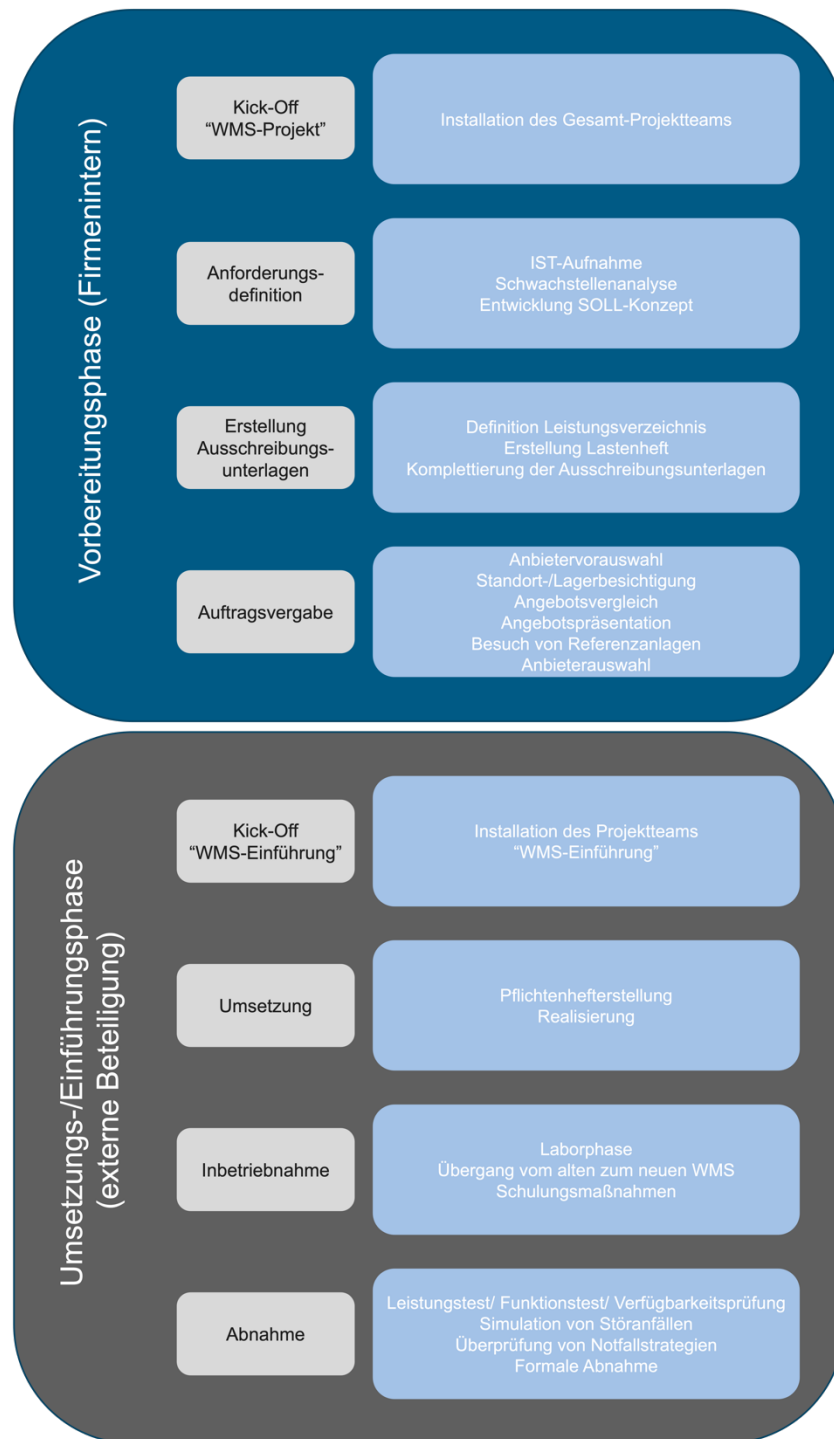 Vorbereitungsphase (Firmenintern)
Kick-Off
“WMS-Projekt”
Installation des Gesamt-Projektteams
Anforderungs-
definition
IST-Aufnahme
Schwachstellenanalyse
Entwicklung SOLL-Konzept
Erstellung
Ausschreibungs-
unterlagen
Definition Leistungsverzeichnis
Erstellung Lastenheft
Komplettierung der Ausschreibungsunterlagen
Auftragsvergabe
Anbietervorauswahl
Standort-/Lagerbesichtigung
Angebotsvergleich
Angebotspräsentation
Besuch von Referenzanlagen
Anbieterauswahl
Umsetzungs-/Einführungsphase
(externe Beteiligung)
Kick-Off
“WMS-Einführung”
Installation des Projektteams
“WMS-Einführung”
Umsetzung
Pflichtenhefterstellung
Realisierung
Inbetriebnahme
Laborphase
Übergang vom alten zum neuen WMS
Schulungsmaßnahmen
Abnahme
Leistungstest/ Funktionstest/ Verfügbarkeitsprüfung
Simulation von Störanfällen
Überprüfung von Notfallstrategien
Formale Abnahme